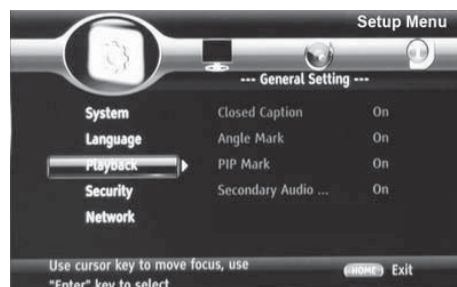 Setup Menu
--- General Setting ---
System
Closed Caption On
Language
Angle Mark On
Playback
PIP Mark On
Security
Secondary Audio ... On
Network
Use cursor key to move focus, use
"Enter" key to select
HOME Exit